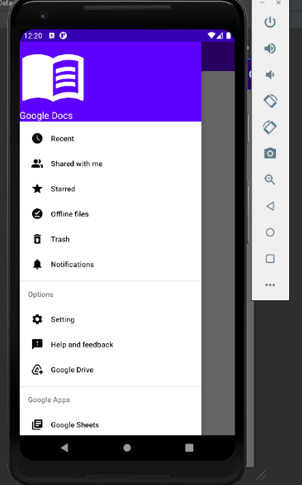 12:20
Google Docs
Recent
Shared with me
Starred
Offline files
Trash
Notifications
Options
Setting
Help and feedback
Google Drive
Google Apps
Google Sheets